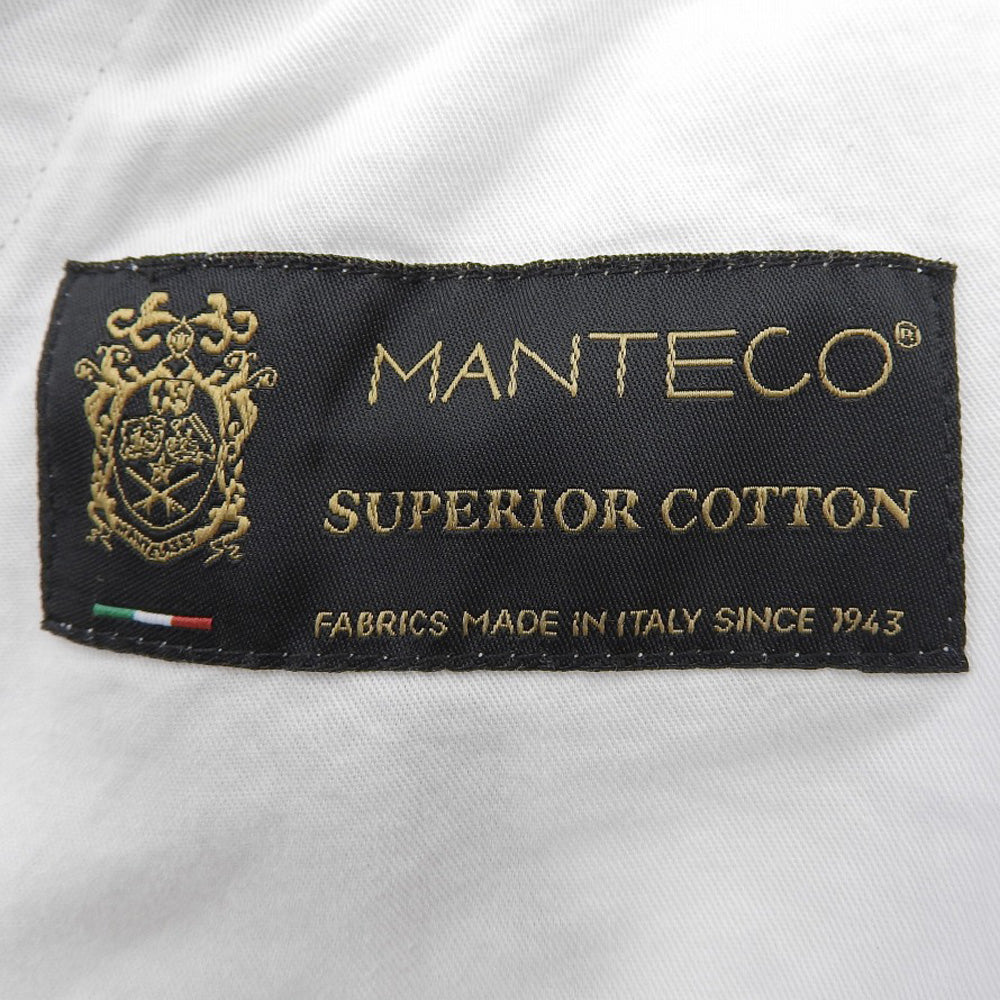 MANTECO®
SUPERIOR COTTON
FABRICS MADE IN ITALY SINCE 1943